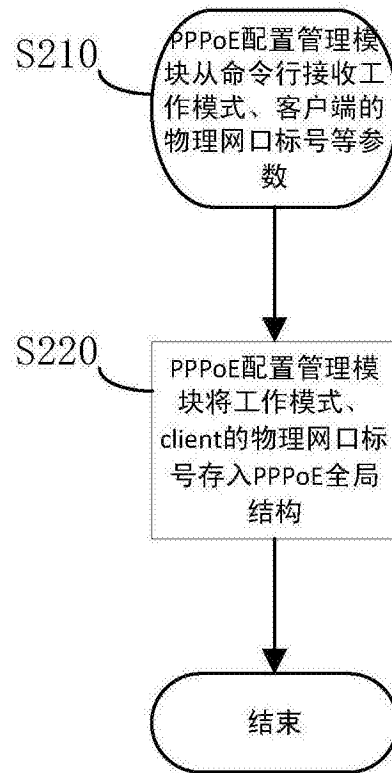 S210
PPPoE配置管理模
块从命令行接收工
作模式、客户端的
物理网口标号等参
数
S220
PPPoE配置管理模
块将工作模式、
client的物理网口标
号存入PPPoE全局
结构
结束